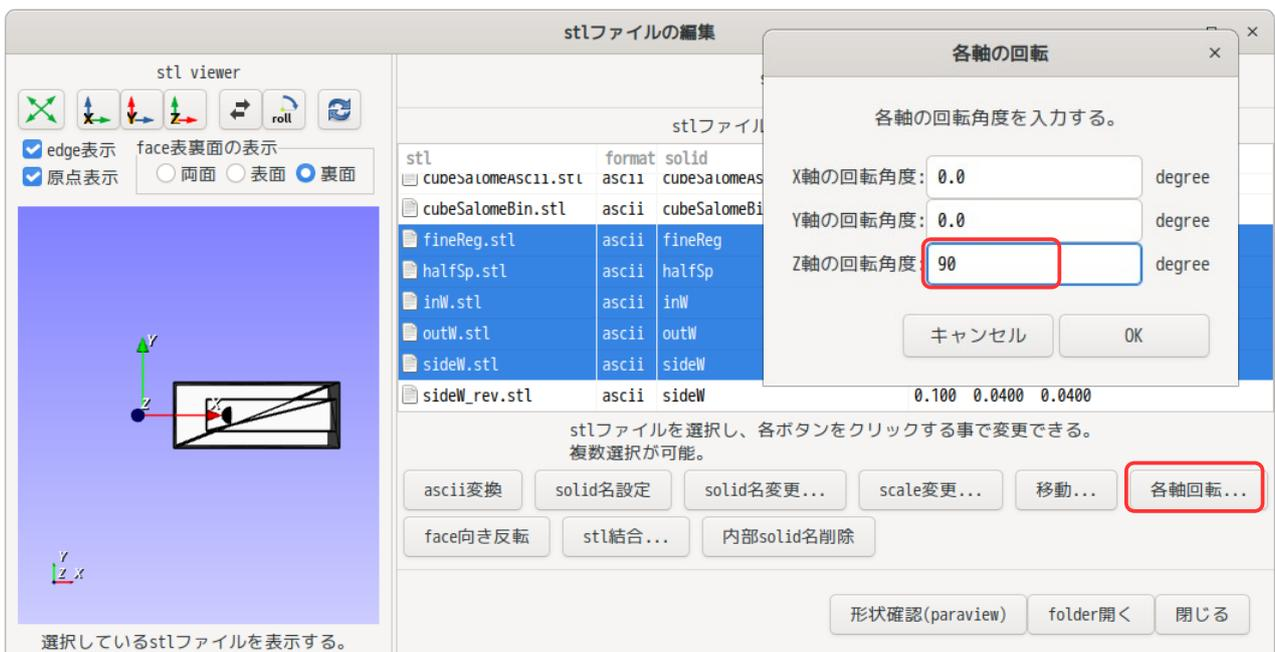 stlファイルの編集
各軸の回転
stl viewer
roll
edge表示
原点表示
face表裏面の表示
両面 表面 裏面
Y
Z X
Y
Z X
選択しているstlファイルを表示する。
stlファイル
stl format solid
cubeSalomeAscii.stl ascii cubeSalomeAs
cubeSalomeBin.stl ascii cubeSalomeBi
fineReg.stl ascii fineReg
halfSp.stl ascii halfSp
inW.stl ascii inW
outW.stl ascii outW
sideW.stl ascii sideW
sideW_rev.stl ascii sideW 0.100 0.0400 0.0400
各軸の回転角度を入力する。
X軸の回転角度: 0.0 degree
Y軸の回転角度: 0.0 degree
Z軸の回転角度: 90 degree
キャンセル OK
stlファイルを選択し、各ボタンをクリックする事で変更できる。
複数選択が可能。
ascii変換 solid名設定 solid名変更... scale変更... 移動... 各軸回転...
face向き反転 stl結合... 内部solid名削除
形状確認(paraview) folder開く 閉じる